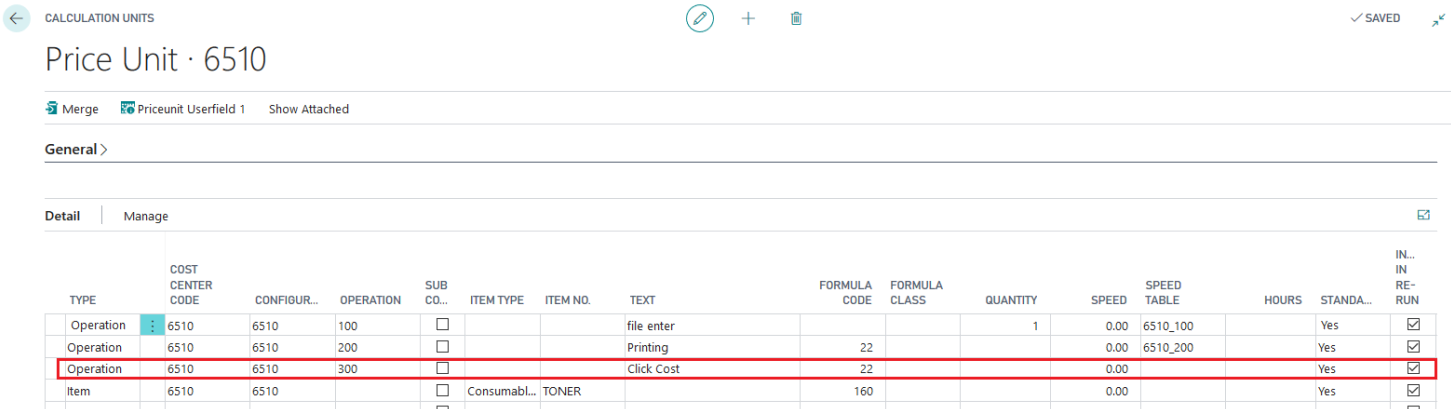 CALCULATION UNITS
SAVED
Price Unit · 6510
Merge Priceunit Userfield 1 Show Attached
General
Detail Manage
TYPE COST CENTER CODE CONFIGUR... OPERATION SUB CO... ITEM TYPE ITEM NO. TEXT FORMULA CODE FORMULA CLASS QUANTITY SPEED SPEED TABLE HOURS STANDA... IN... IN RE-RUN
Operation 6510 6510 100 file enter 1 0.00 6510_100 Yes
Operation 6510 6510 200 Printing 22 0.00 6510_200 Yes
Operation 6510 6510 300 Click Cost 22 0.00 Yes
Item 6510 6510 Consumabl... TONER 160 0.00 Yes